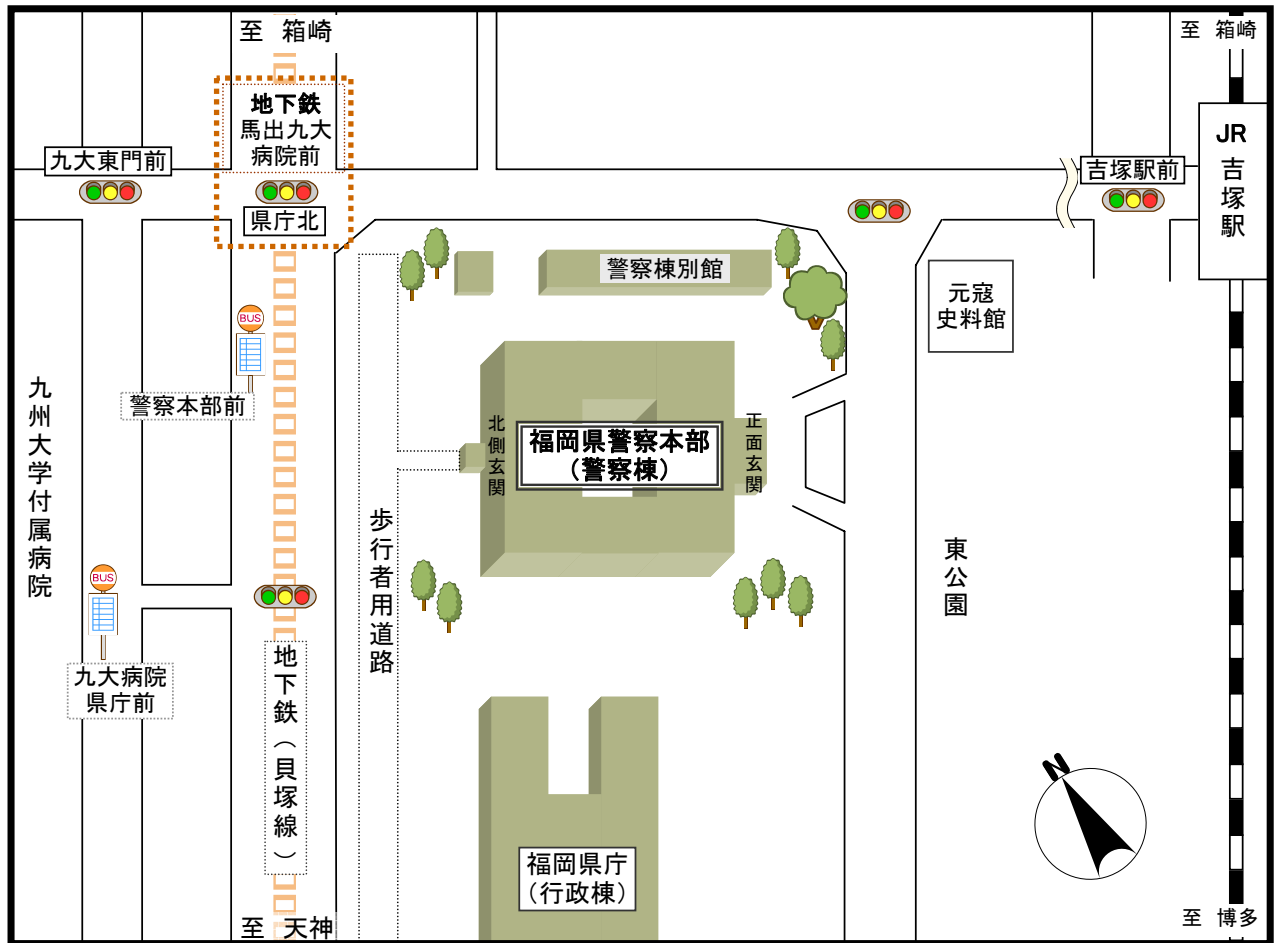 至 箱崎
至 箱崎
地下鉄
馬出九大
病院前
九大東門前
県庁北
吉塚駅前
JR
吉塚駅
警察棟別館
元寇
史料館
BUS
警察本部前
九州大学付属病院
北側玄関
福岡県警察本部
（警察棟）
正面玄関
歩行者用道路
東公園
BUS
九大病院
県庁前
地下鉄（貝塚線）
N
福岡県庁
（行政棟）
至 天神
至 博多